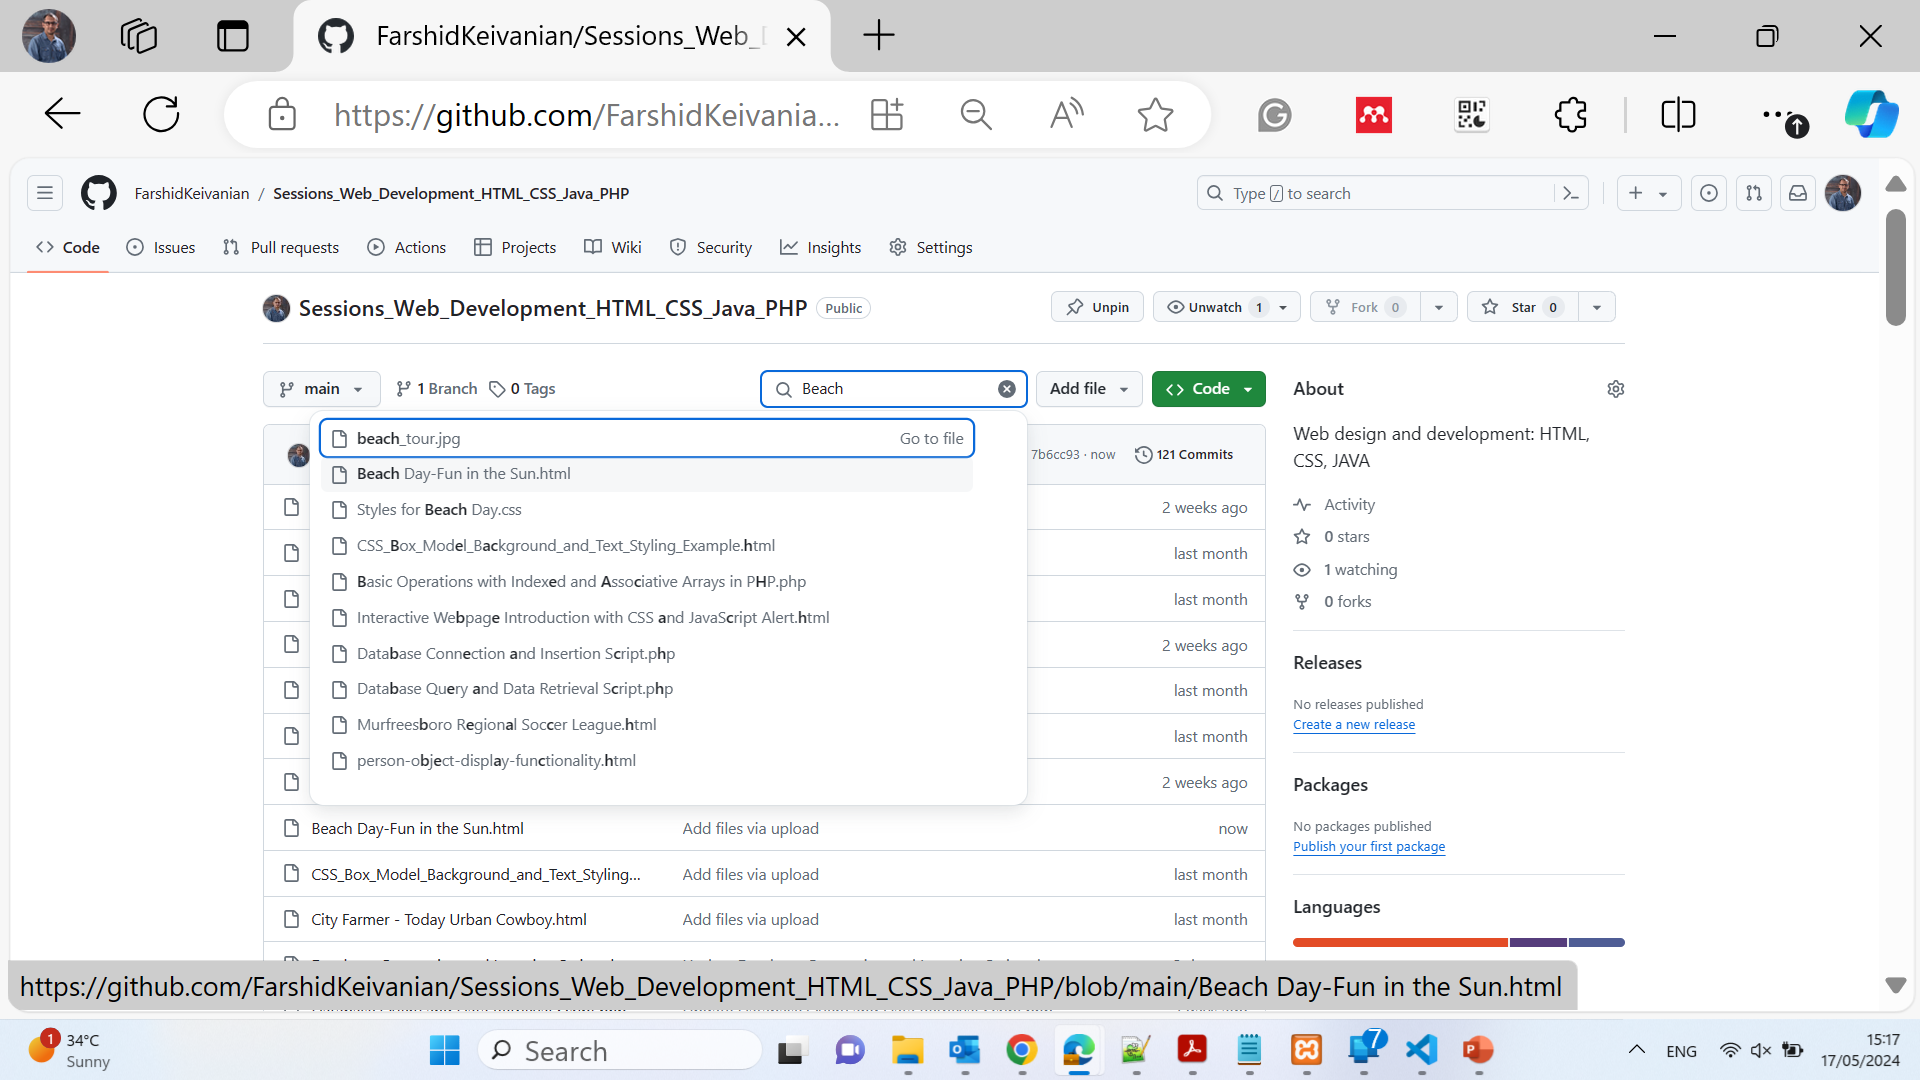 FarshidKeivanian/Sessions_Web_
https://github.com/FarshidKeivania...
FarshidKeivanian / Sessions_Web_Development_HTML_CSS_Java_PHP
Type / to search
Code Issues Pull requests Actions Projects Wiki Security Insights Settings
Sessions_Web_Development_HTML_CSS_Java_PHP Public Unpin Unwatch 1 Fork 0 Star 0
main 1 Branch 0 Tags Beach Add file Code
About
Web design and development: HTML,
CSS, JAVA
Activity
0 stars
1 watching
0 forks
Releases
No releases published
Create a new release
Packages
No packages published
Publish your first package
Languages
beach_tour.jpg Go to file
Beach Day-Fun in the Sun.html
Styles for Beach Day.css
CSS_Box_Model_Background_and_Text_Styling_Example.html
Basic Operations with Indexed and Associative Arrays in PHP.php
Interactive Webpage Introduction with CSS and JavaScript Alert.html
Database Connection and Insertion Script.php
Database Query and Data Retrieval Script.php
Murfreesboro Regional Soccer League.html
person-object-display-functionality.html
7b6cc93 · now 121 Commits
2 weeks ago
last month
last month
2 weeks ago
last month
last month
2 weeks ago
Beach Day-Fun in the Sun.html Add files via upload now
CSS_Box_Model_Background_and_Text_Styling... Add files via upload last month
City Farmer - Today Urban Cowboy.html Add files via upload last month
https://github.com/FarshidKeivanian/Sessions_Web_Development_HTML_CSS_Java_PHP/blob/main/Beach Day-Fun in the Sun.html
1
34°C
Sunny
Search
7
ENG
15:17
17/05/2024